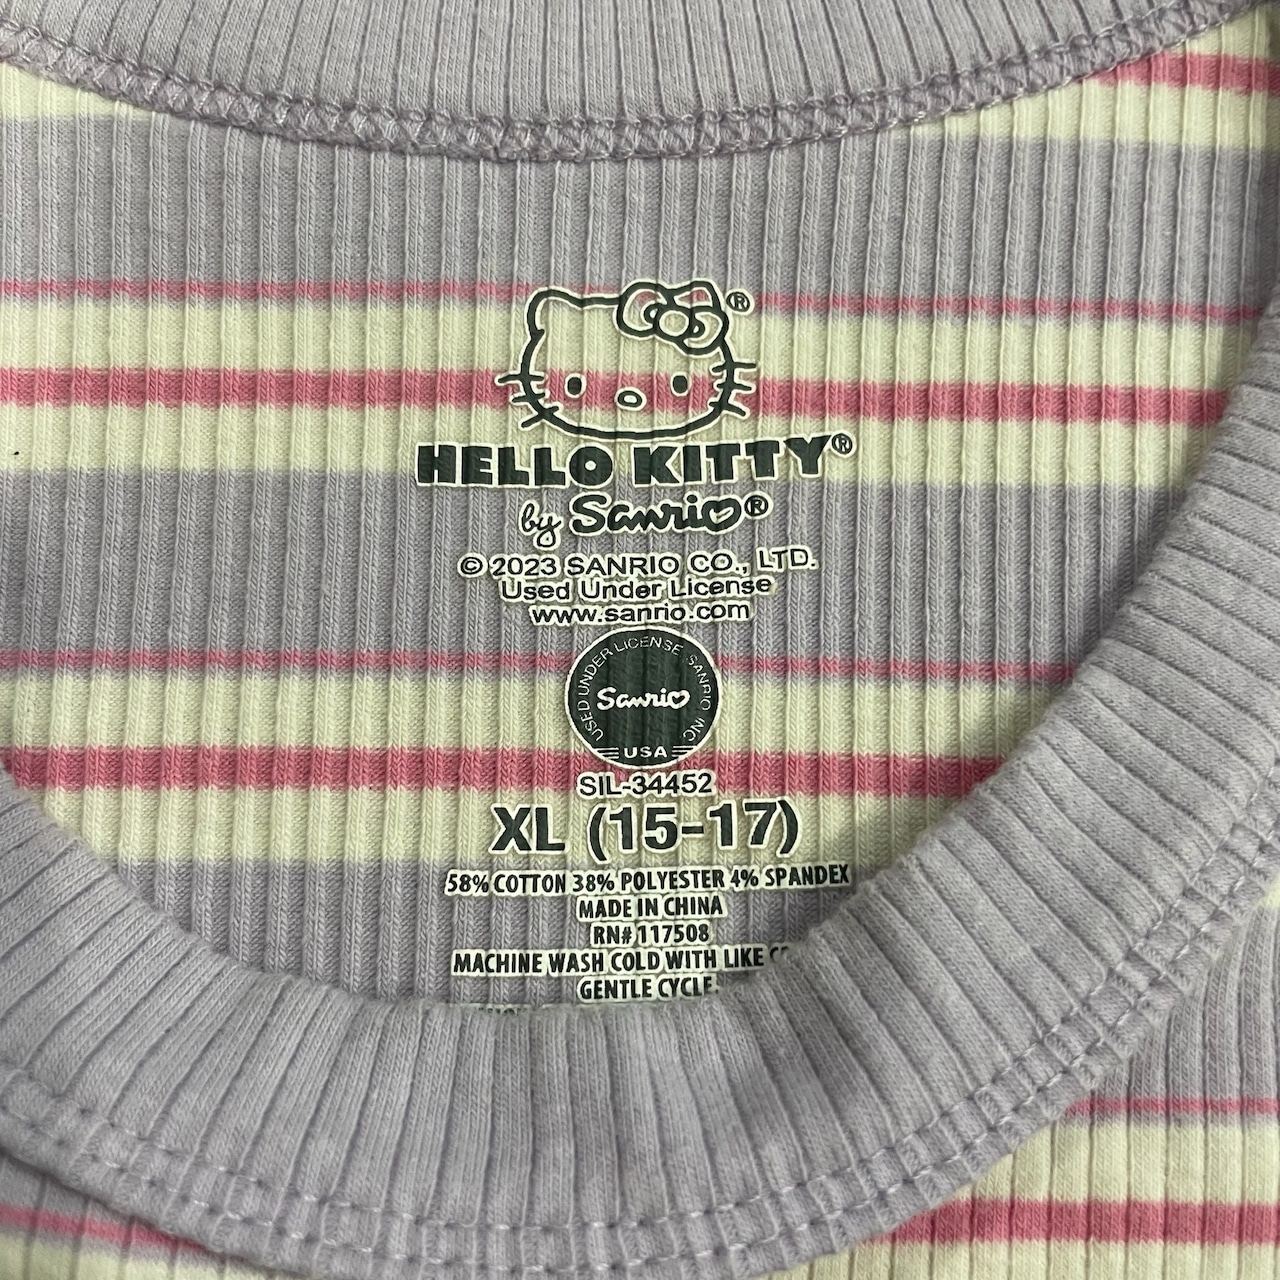 ®
HELLO KITTY®
by Sanrio®
© 2023 SANRIO CO., LTD.
Used Under License
www.sanrio.com
USED UNDER LICENSE SANRIO INC
Sanrio
USA
SIL-34452
XL (15-17)
58% COTTON 38% POLYESTER 4% SPANDEX
MADE IN CHINA
RN# 117508
MACHINE WASH COLD WITH LIKE
GENTLE CYCLE